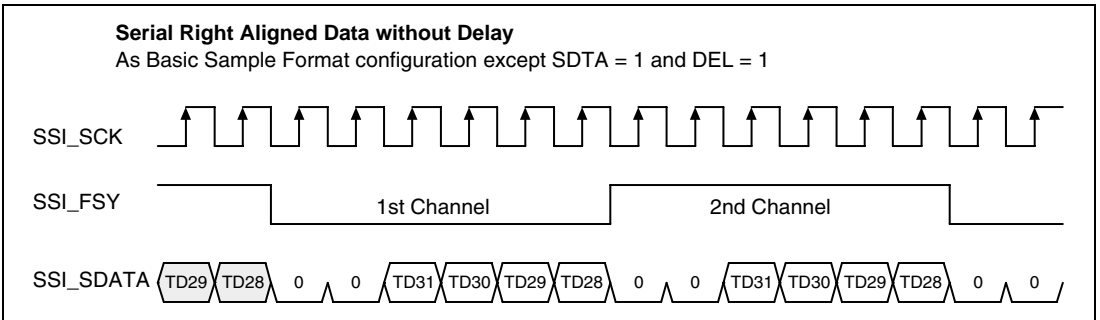 Serial Right Aligned Data without Delay
As Basic Sample Format configuration except SDTA = 1 and DEL = 1
SSI_SCK
SSI_FSY 1st Channel 2nd Channel
SSI_SDATA TD29 TD28 0 0 TD31 TD30 TD29 TD28 0 0 TD31 TD30 TD29 TD28 0 0